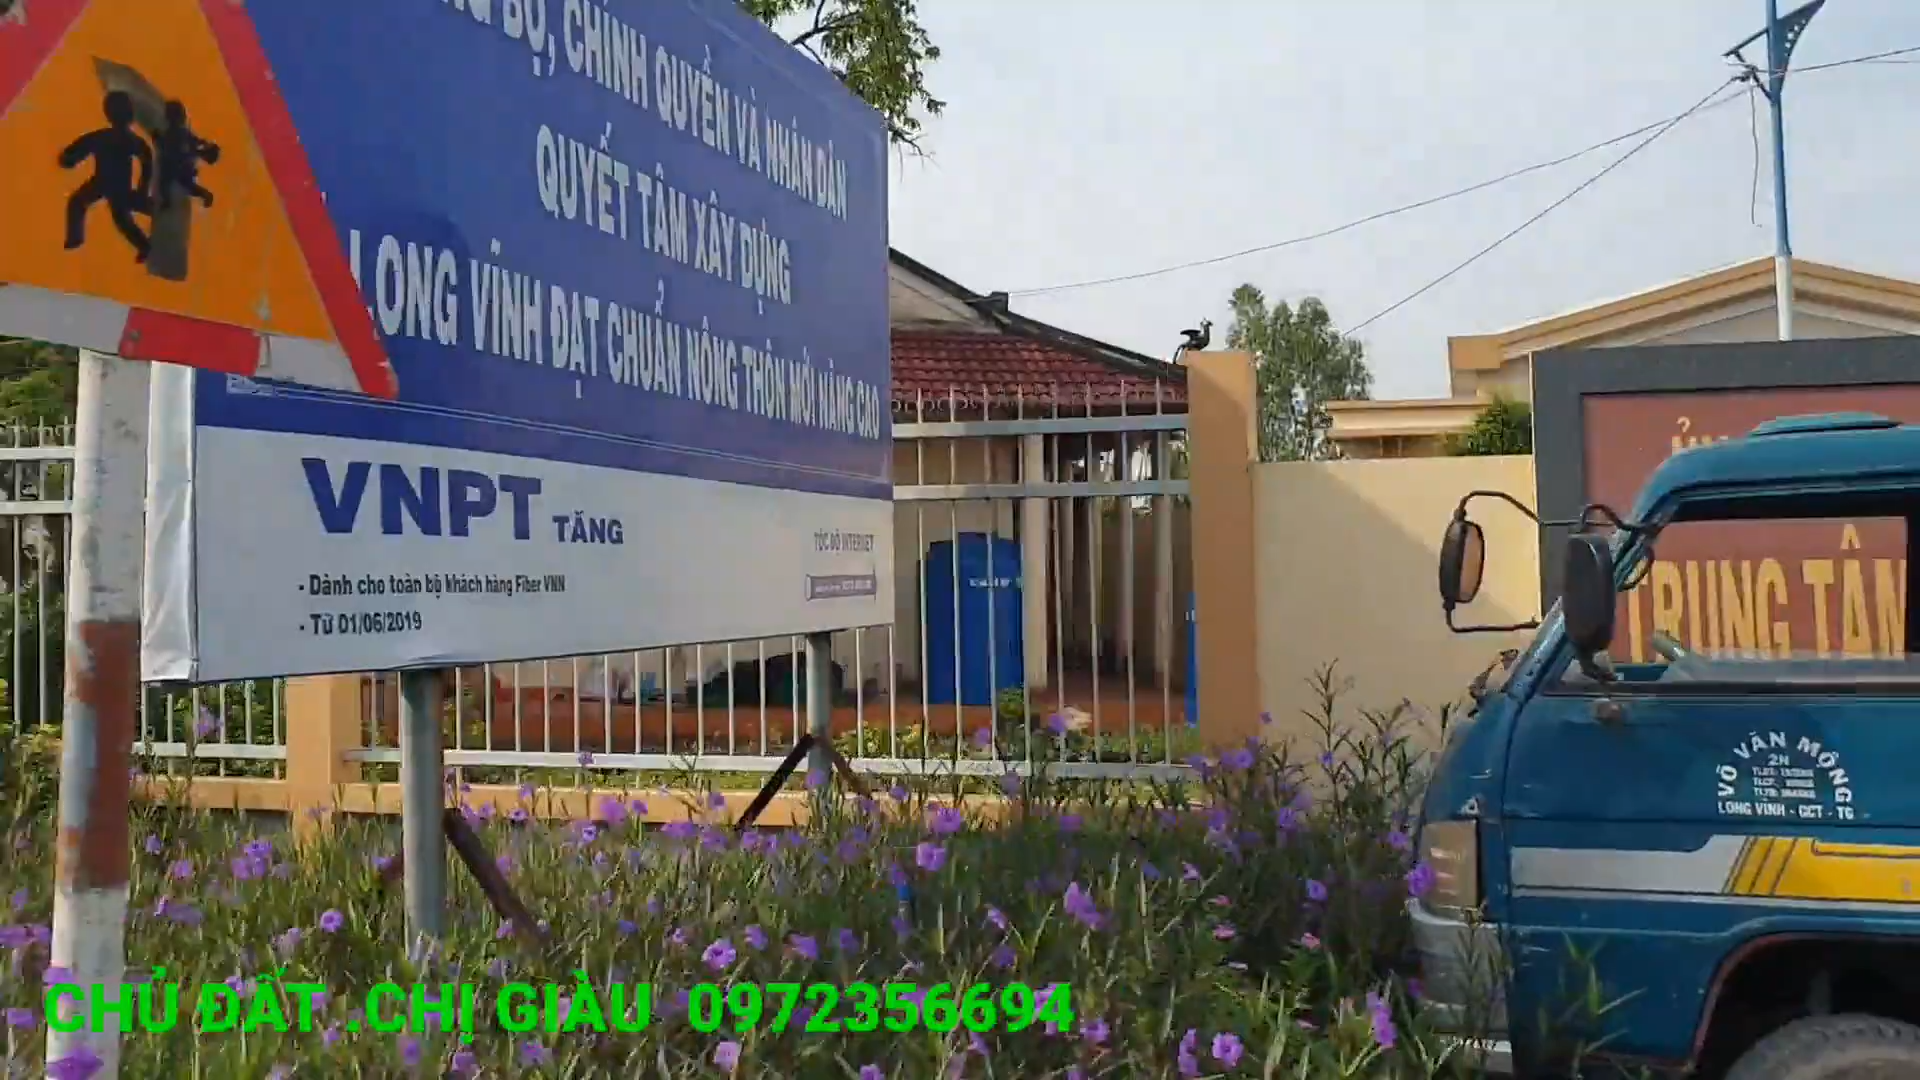 BỘ, CHÍNH QUYỀN VÀ NHÂN DÂN
QUYẾT TÂM XÂY DỰNG
LONG VĨNH ĐẠT CHUẨN NÔNG THÔN MỚI NÂNG CAO
VNPT TĂNG
TỐC ĐỘ INTERNET
- Dành cho toàn bộ khách hàng Fiber VNN
- Từ 01/06/2019
TRUNG TÂM
VÕ VĂN MÔNG
2N
LONG VĨNH - GCT - TG
CHỦ ĐẤT .CHỊ GIÀU 0972356694